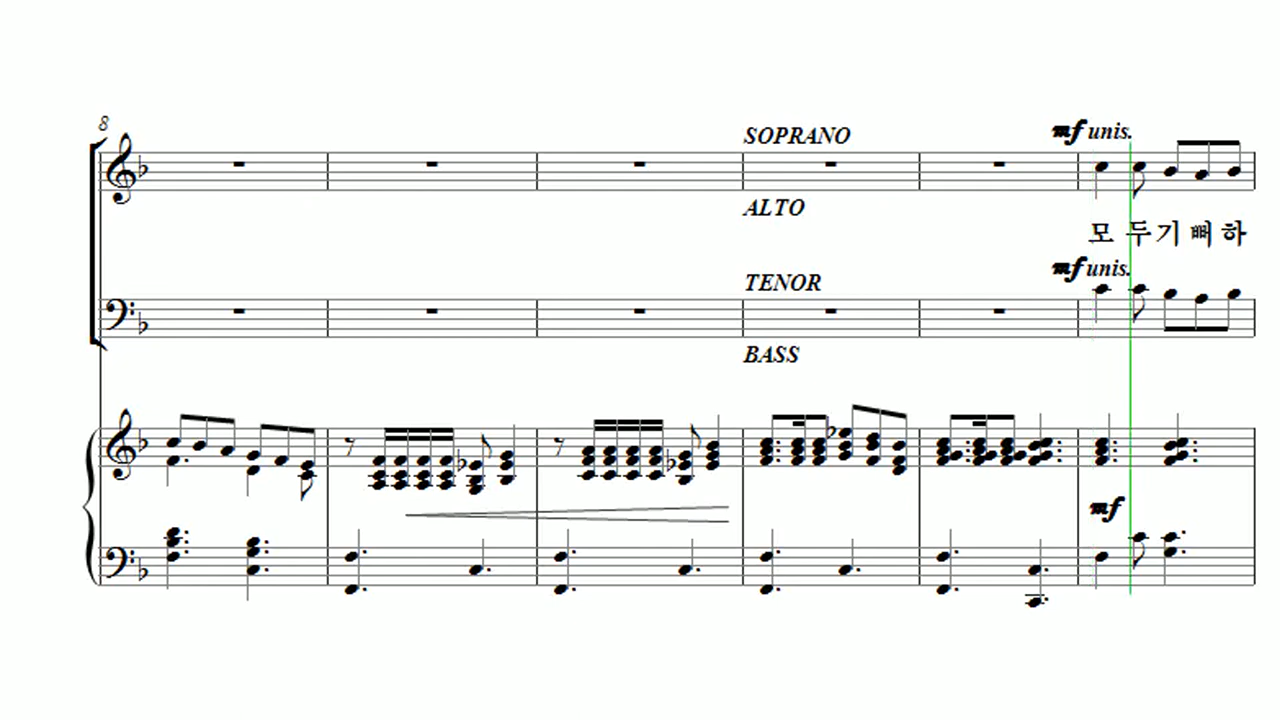 8
SOPRANO
mf unis.
ALTO
모 두 기 뻐 하
TENOR
mf unis.
BASS
mf